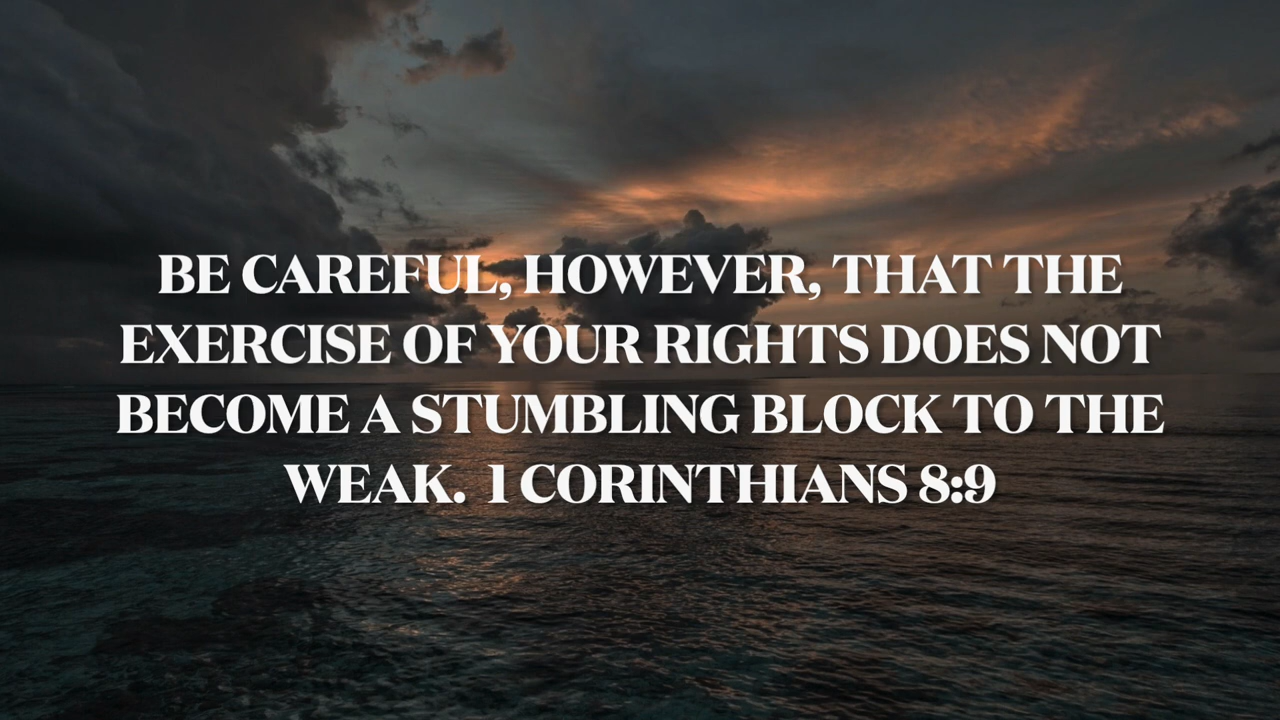 BE CAREFUL, HOWEVER, THAT THE
EXERCISE OF YOUR RIGHTS DOES NOT
BECOME A STUMBLING BLOCK TO THE
WEAK.  1 CORINTHIANS 8:9